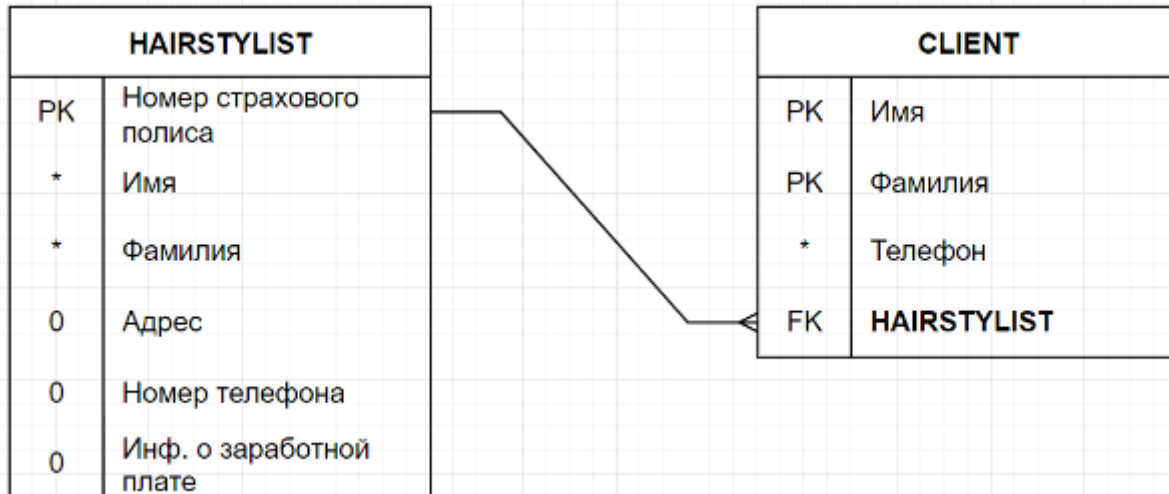 HAIRSTYLIST
PK
Номер страхового
полиса
*
Имя
*
Фамилия
0
Адрес
0
Номер телефона
0
Инф. о заработной
плате
CLIENT
PK
Имя
PK
Фамилия
*
Телефон
FK
HAIRSTYLIST